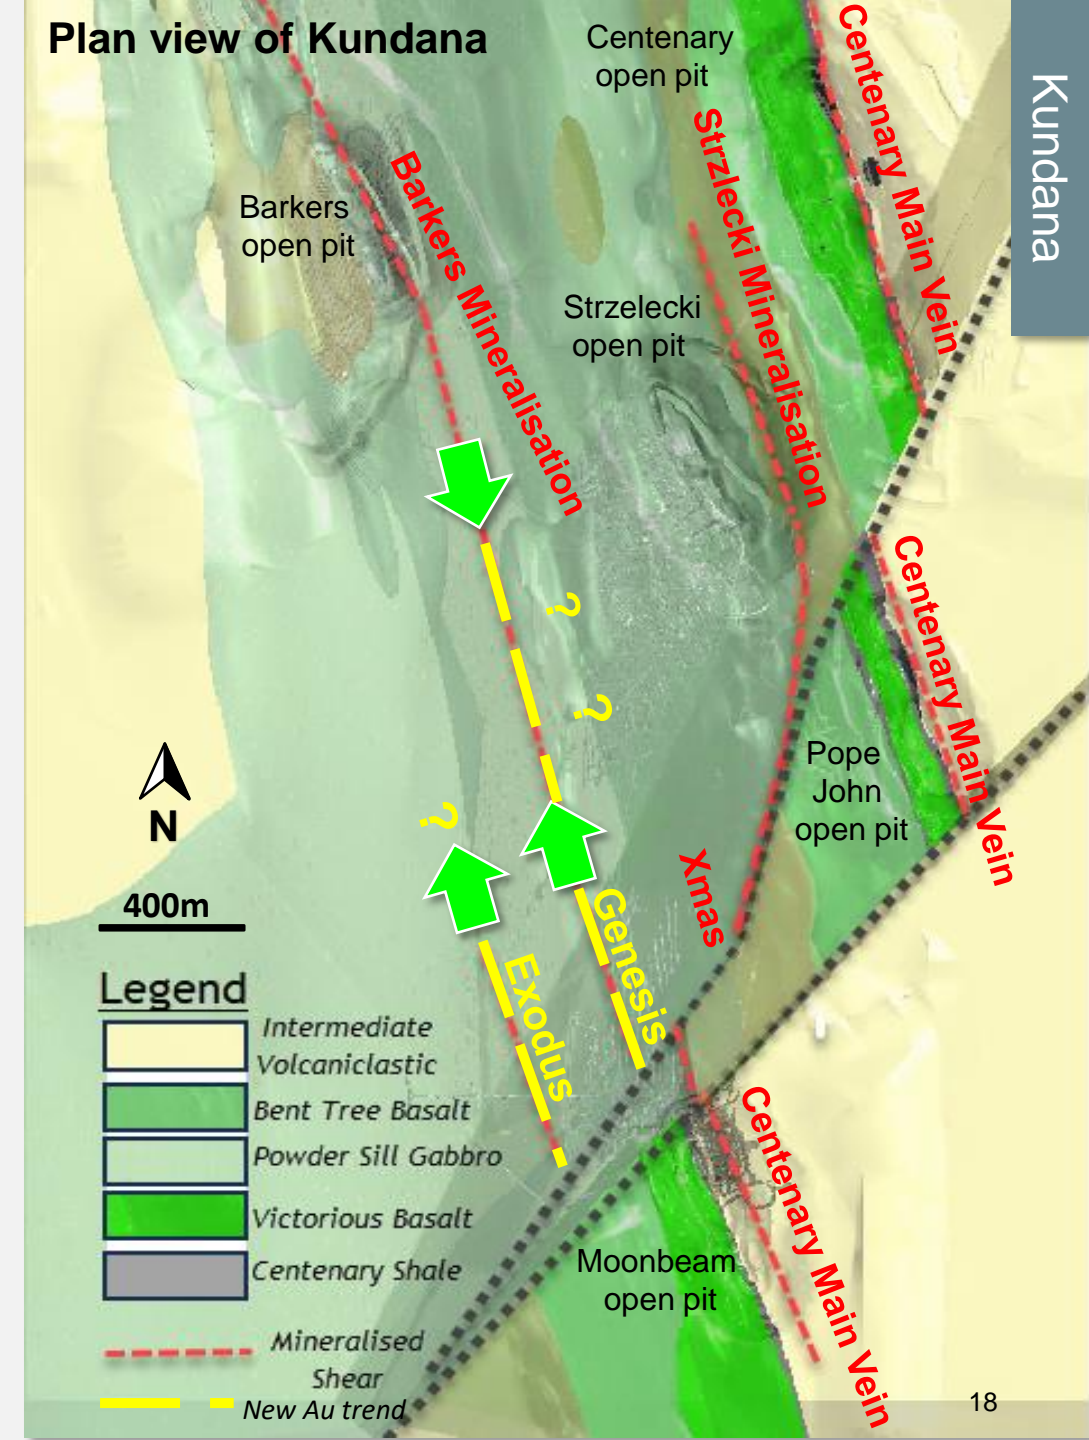 Plan view of Kundana
Centenary
open pit
Centenary Main Vein
Kundana
Strzlecki Mineralisation
Barkers Mineralisation
Barkers
open pit
Strzelecki
open pit
Centenary Main Vein
?
?
Pope
John
open pit
?
N
Xmas
400m
Genesis
Exodus
Legend
Intermediate
Volcaniclastic
Bent Tree Basalt
Powder Sill Gabbro
Victorious Basalt
Centenary Shale
Mineralised
Shear
New Au trend
Centenary Main Vein
Moonbeam
open pit
18